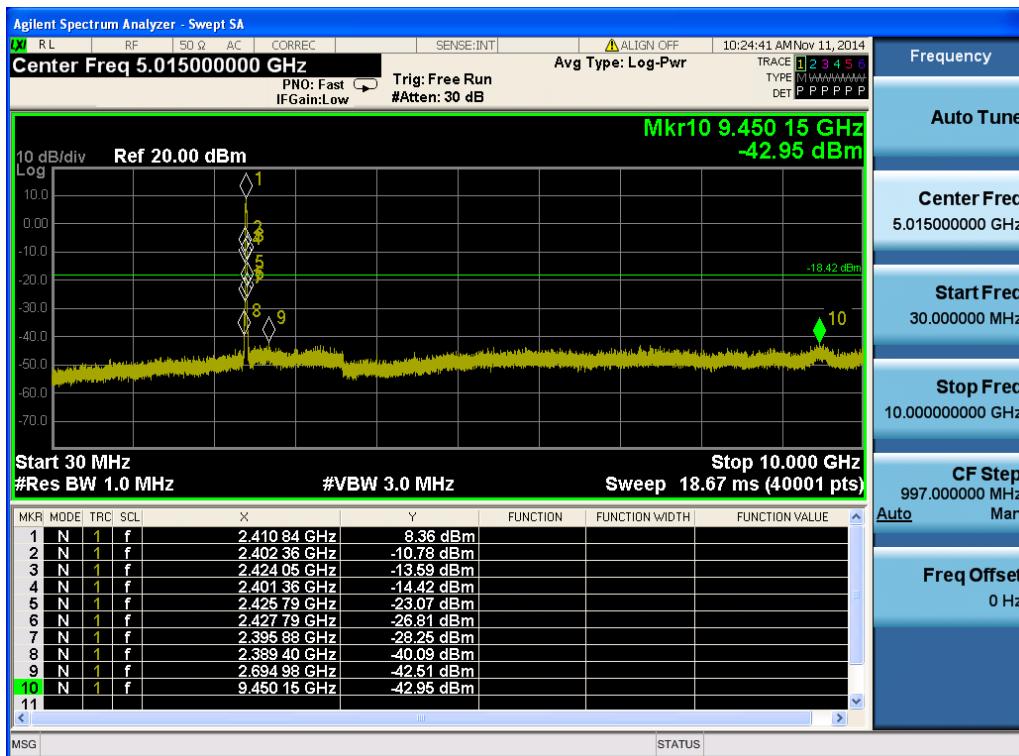 Agilent Spectrum Analyzer - Swept SA
LXI RL RF 50 Ω AC CORREC SENSE:INT ALIGN OFF 10:24:41 AM Nov 11, 2014
Center Freq 5.015000000 GHz
PNO: Fast
IFGain:Low
Trig: Free Run
#Atten: 30 dB
Avg Type: Log-Pwr
TRACE 1 2 3 4 5 6
TYPE M WWWWW
DET P P P P P P
Mkr10 9.450 15 GHz
-42.95 dBm
10 dB/div Ref 20.00 dBm
Log
10.0
0.00
-10.0
-20.0
-30.0
-40.0
-50.0
-60.0
-70.0
1
5
8
9
10
-18.42 dBm
Start 30 MHz Stop 10.000 GHz
#Res BW 1.0 MHz #VBW 3.0 MHz Sweep 18.67 ms (40001 pts)
MKR MODE TRC SCL X Y FUNCTION FUNCTION WIDTH FUNCTION VALUE
1 N 1 f 2.410 84 GHz 8.36 dBm
2 N 1 f 2.402 36 GHz -10.78 dBm
3 N 1 f 2.424 05 GHz -13.59 dBm
4 N 1 f 2.401 36 GHz -14.42 dBm
5 N 1 f 2.425 79 GHz -23.07 dBm
6 N 1 f 2.427 79 GHz -26.81 dBm
7 N 1 f 2.395 88 GHz -28.25 dBm
8 N 1 f 2.389 40 GHz -40.09 dBm
9 N 1 f 2.694 98 GHz -42.51 dBm
10 N 1 f 9.450 15 GHz -42.95 dBm
11
MSG STATUS
Frequency
Auto Tune
Center Freq
5.015000000 GHz
Start Freq
30.000000 MHz
Stop Freq
10.000000000 GHz
CF Step
997.000000 MHz
Auto Man
Freq Offset
0 Hz